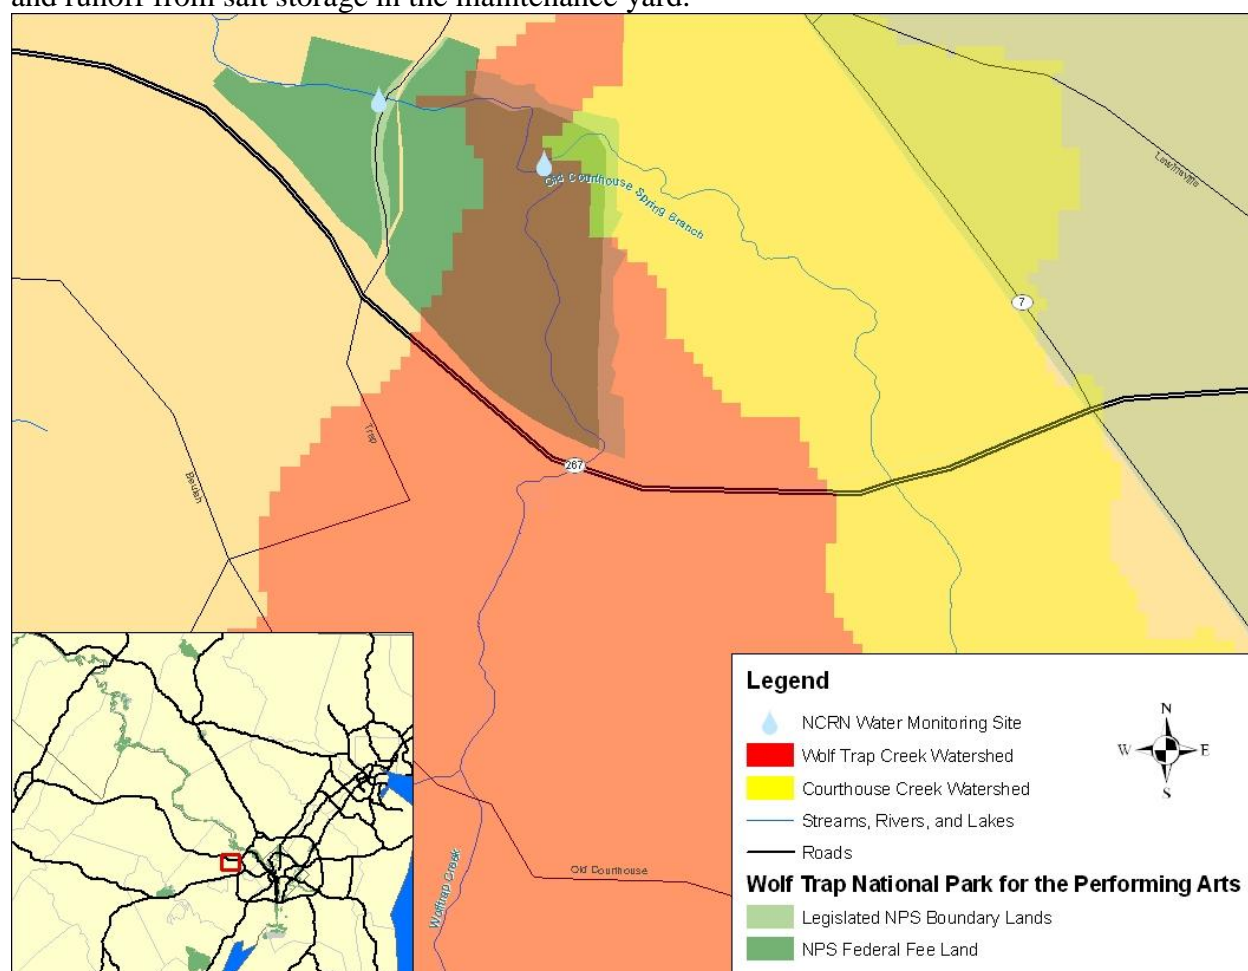 and runoff from salt storage in the maintenance yard.
Lewinsville
Old Courthouse Spring Branch
7
Trap
267
Beulah
Old Courthouse
Wolftrap Creek
Legend
NCRN Water Monitoring Site
Wolf Trap Creek Watershed
Courthouse Creek Watershed
Streams, Rivers, and Lakes
Roads
Wolf Trap National Park for the Performing Arts
Legislated NPS Boundary Lands
NPS Federal Fee Land
N
W E
S